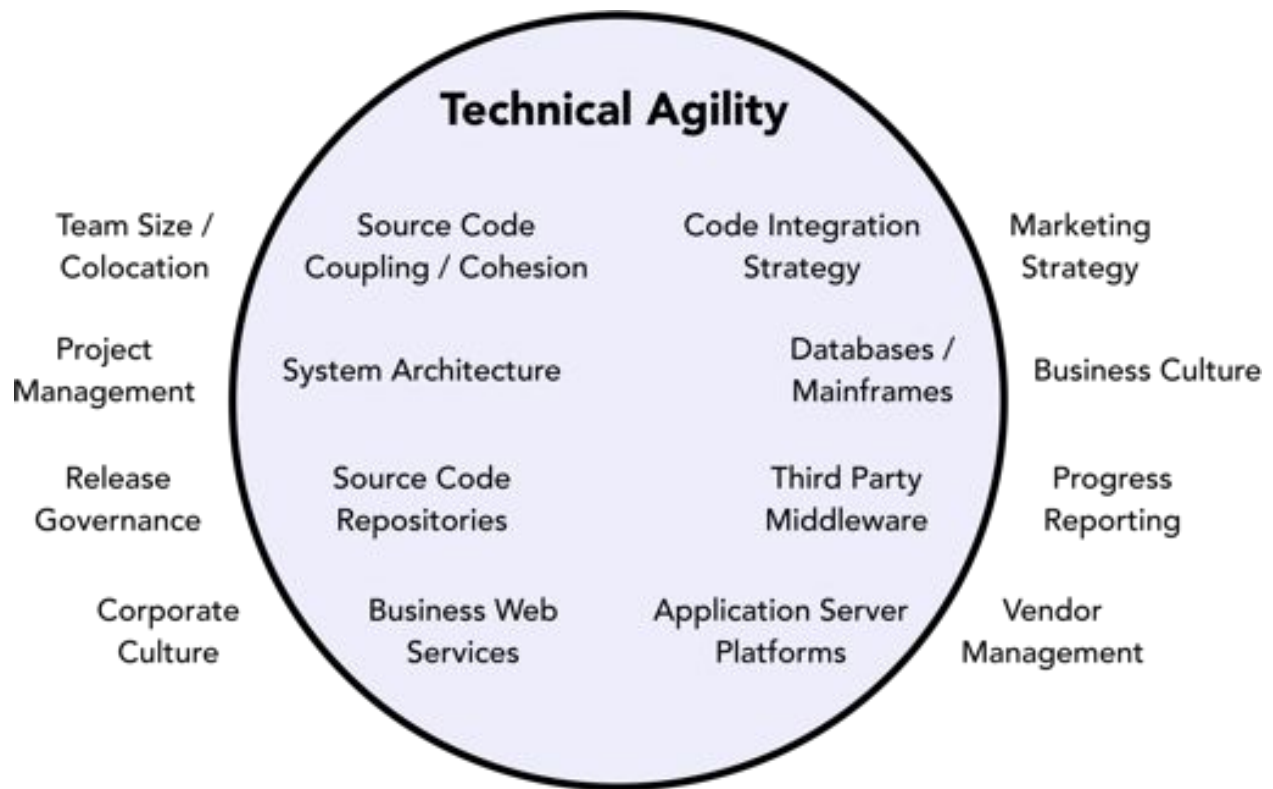 Technical Agility
Team Size /
Colocation
Source Code
Coupling / Cohesion
Code Integration
Strategy
Marketing
Strategy
Project
Management
System Architecture
Databases /
Mainframes
Business Culture
Release
Governance
Source Code
Repositories
Third Party
Middleware
Progress
Reporting
Corporate
Culture
Business Web
Services
Application Server
Platforms
Vendor
Management